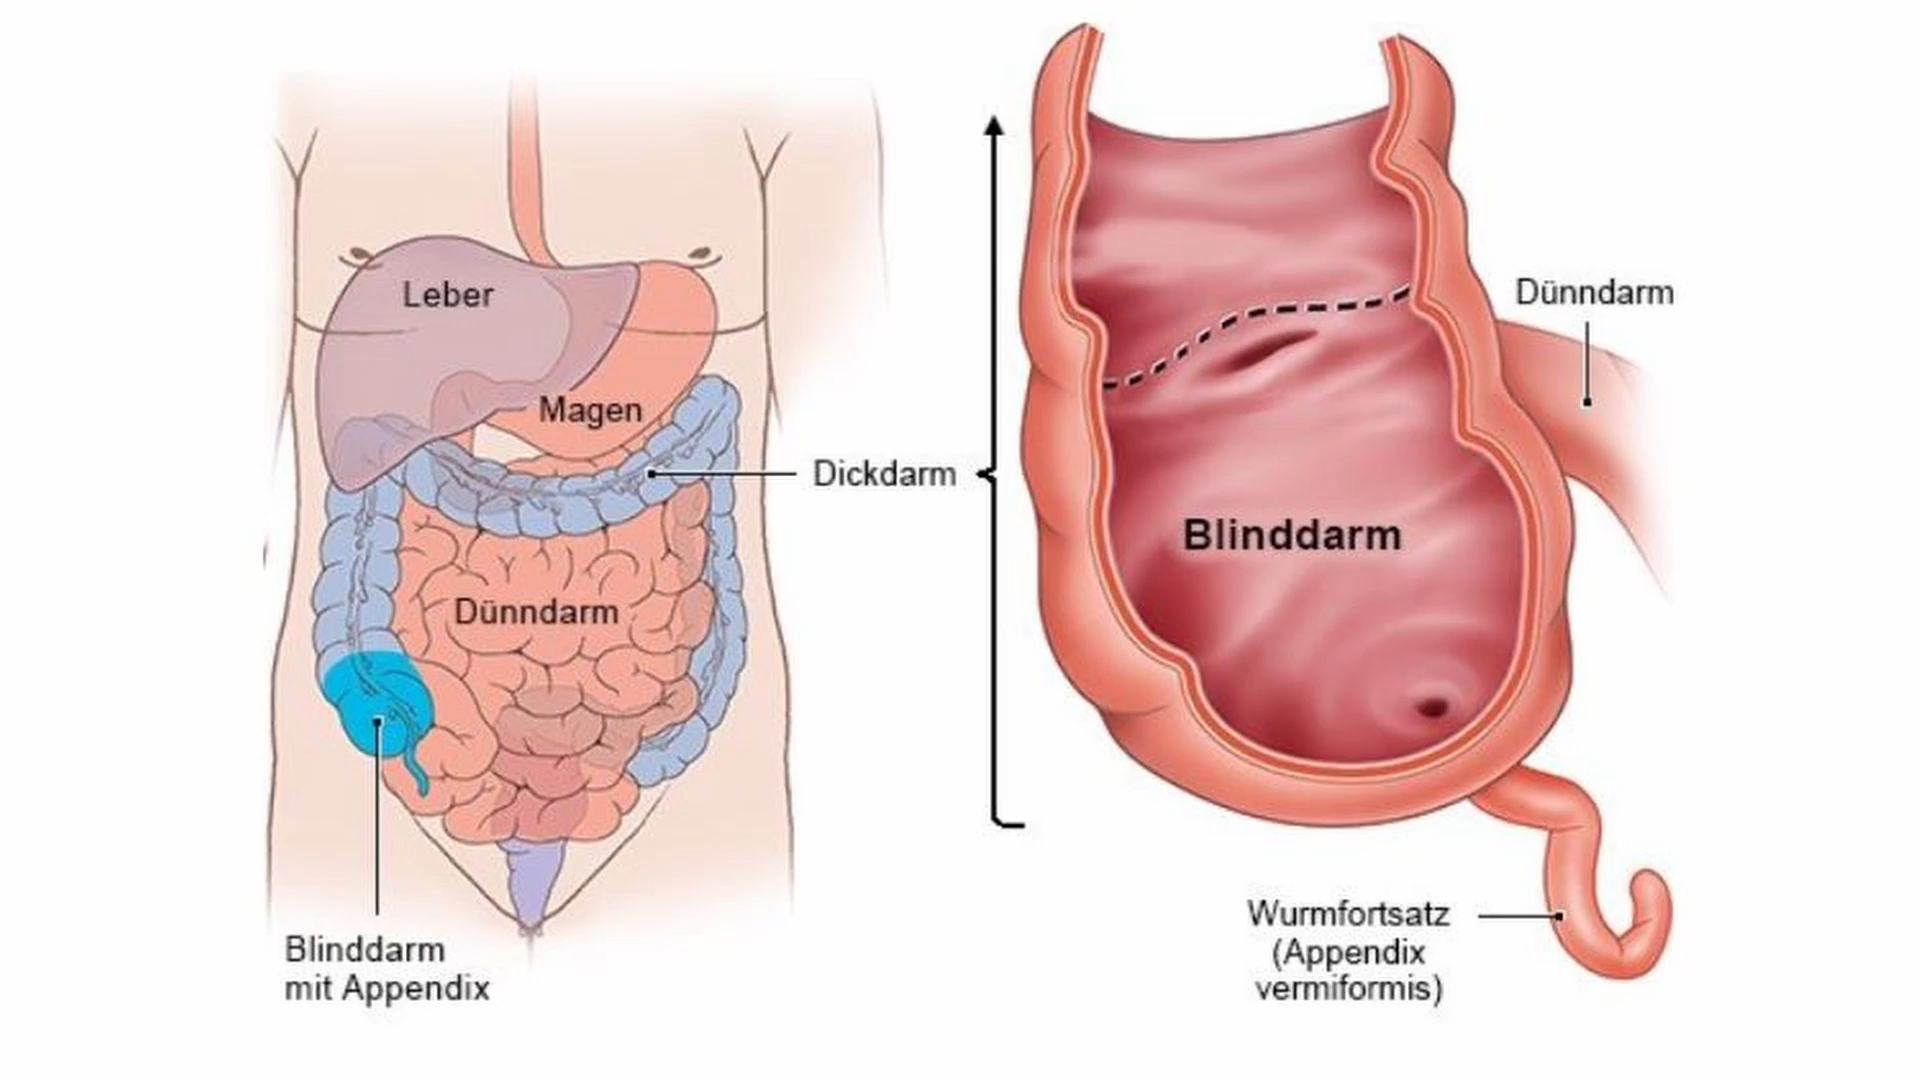 Leber
Magen
Dickdarm
Dünndarm
Blinddarm
mit Appendix
Dünndarm
Blinddarm
Wurmfortsatz
(Appendix
vermiformis)